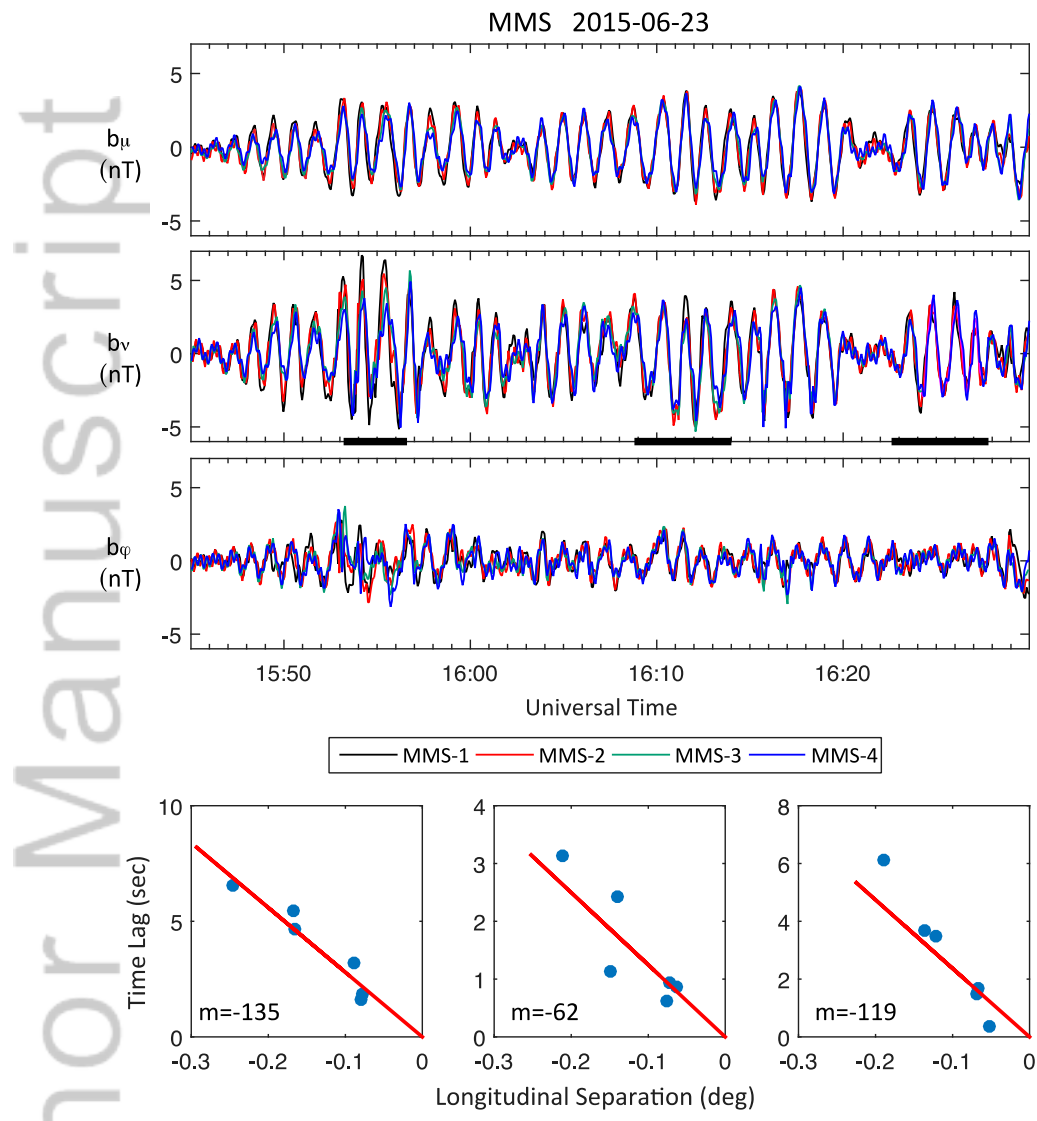 MMS 2015-06-23
5
0
-5
bμ
(nT)
5
0
-5
bν
(nT)
5
0
-5
bφ
(nT)
15:50 16:00 16:10 16:20
Universal Time
MMS-1 MMS-2 MMS-3 MMS-4
10
5
0
Time Lag (sec)
m=-135
-0.3 -0.2 -0.1 0
4
3
2
1
0
m=-62
-0.3 -0.2 -0.1 0
8
6
4
2
0
m=-119
-0.3 -0.2 -0.1 0
Longitudinal Separation (deg)
nor Manuscript